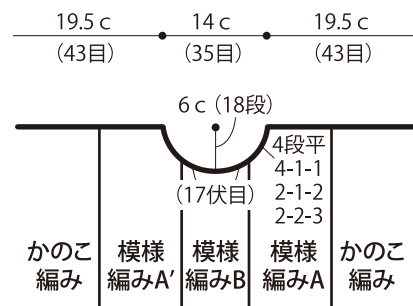 19.5 c 14 c 19.5 c
(43目) (35目) (43目)
6 c (18段)
4段平
4-1-1
2-1-2
2-2-3
(17伏目)
かのこ 模様 模様 模様 かのこ
編み 編みA′ 編みB 編みA 編み